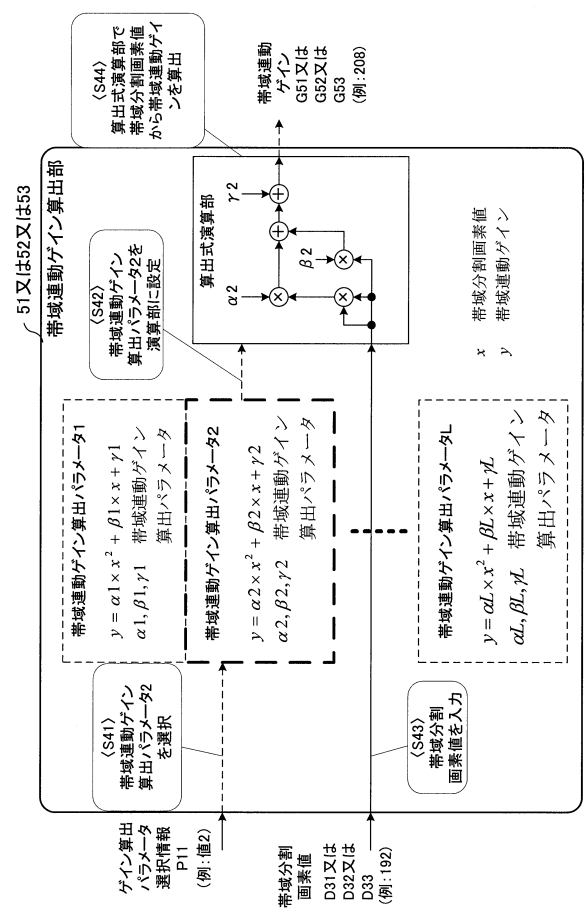 51又は52又は53
帯域連動ゲイン算出部
ゲイン算出
パラメータ
選択情報
P11
(例:値2)
〈S41〉
帯域連動ゲイン
算出パラメータ2
を選択
帯域連動ゲイン算出パラメータ1
y = α1×x² + β1×x + γ1
α1,β1,γ1 帯域連動ゲイン
算出パラメータ
帯域連動ゲイン算出パラメータ2
y = α2×x² + β2×x + γ2
α2,β2,γ2 帯域連動ゲイン
算出パラメータ
帯域連動ゲイン算出パラメータL
y = αL×x² + βL×x + γL
αL,βL,γL 帯域連動ゲイン
算出パラメータ
〈S42〉
帯域連動ゲイン
算出パラメータ2を
演算部に設定
帯域分割
画素値
D31又は
D32又は
D33
(例:192)
〈S43〉
帯域分割
画素値を入力
算出式演算部
α2
β2
γ2
× × ×
+ +
〈S44〉
算出式演算部で
帯域分割画素値
から帯域連動ゲイ
ンを算出
帯域連動
ゲイン
G51又は
G52又は
G53
(例:208)
x 帯域分割画素値
y 帯域連動ゲイン